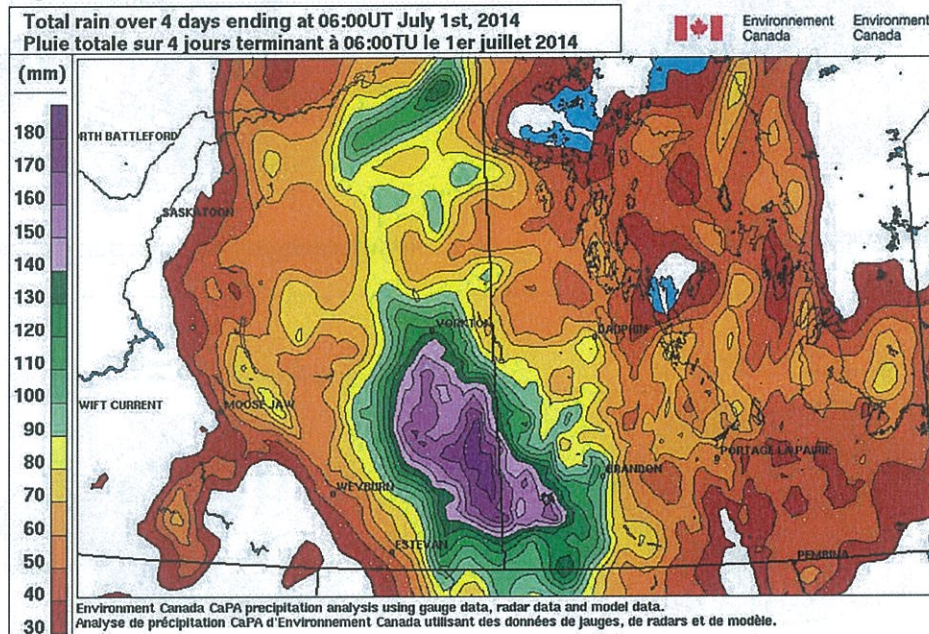 Total rain over 4 days ending at 06:00UT July 1st, 2014
Pluie totale sur 4 jours terminant à 06:00TU le 1er juillet 2014
Environnement Environment
Canada Canada
(mm)
180
170
160
150
140
130
120
110
100
90
80
70
60
50
40
30
RTH BATTLEFORD
SASKATOON
YORKTON
DAUPHIN
WIFT CURRENT
MOOSE JAW
PORTAGE LA PAIRIE
BRANDON
WEYBURN
ESTEVAN
PEMBINA
Environment Canada CaPA precipitation analysis using gauge data, radar data and model data.
Analyse de précipitation CaPA d'Environment Canada utilisant des données de jauges, de radars et de modèle.